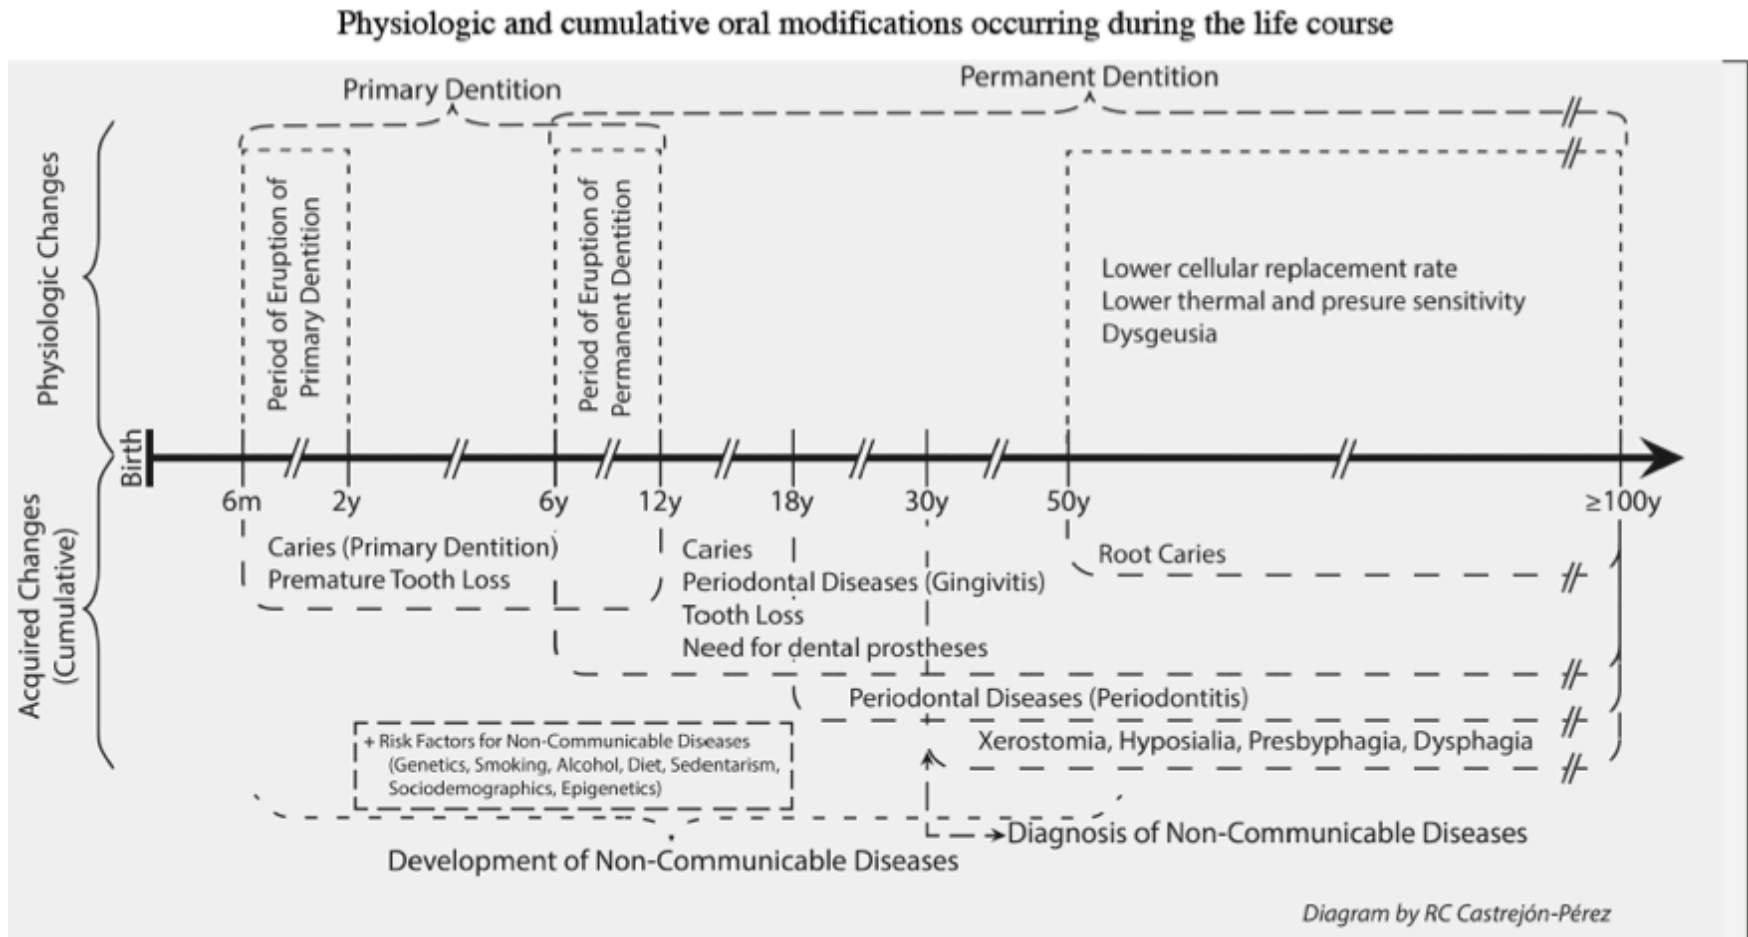 Physiologic and cumulative oral modifications occurring during the life course
Primary Dentition
Permanent Dentition
Physiologic Changes
Period of Eruption of
Primary Dentition
Period of Eruption of
Permanent Dentition
Lower cellular replacement rate
Lower thermal and presure sensitivity
Dysgeusia
Birth
6m
2y
6y
12y
18y
30y
50y
≥100y
Acquired Changes
(Cumulative)
Caries (Primary Dentition)
Premature Tooth Loss
Caries
Periodontal Diseases (Gingivitis)
Tooth Loss
Need for dental prostheses
Root Caries
Periodontal Diseases (Periodontitis)
Xerostomia, Hyposialia, Presbyphagia, Dysphagia
+ Risk Factors for Non-Communicable Diseases
(Genetics, Smoking, Alcohol, Diet, Sedentarism,
Sociodemographics, Epigenetics)
Diagnosis of Non-Communicable Diseases
Development of Non-Communicable Diseases
Diagram by RC Castrejón-Pérez